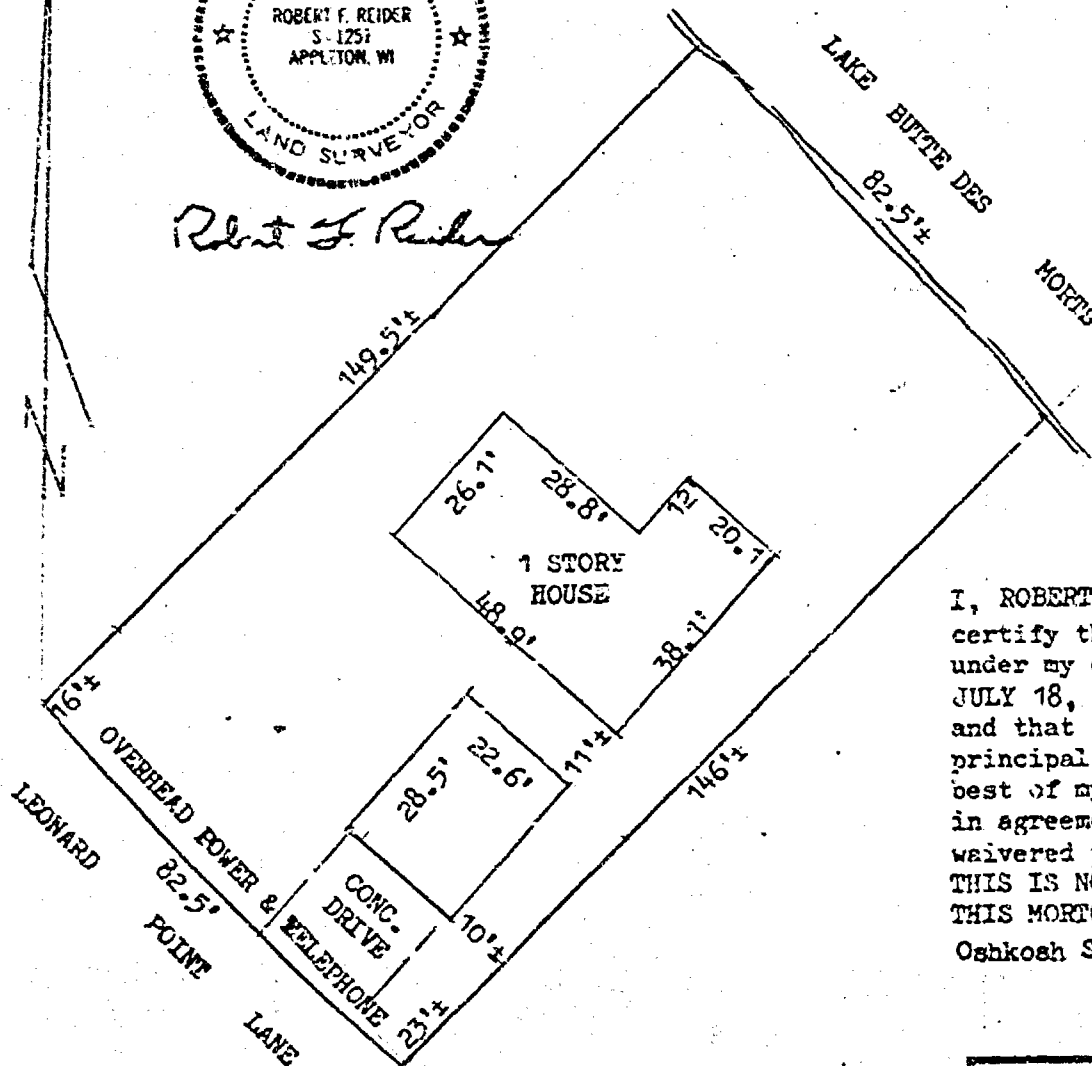 ROBERT F. REIDER
S-1251
APPLETON, WI
LAND SURVEYOR
Robert F. Reider
LAKE
BUTTE DES
MORTS
82.5'±
149.5'±
N
26.1'
28.8'
12'
20.1
1 STORY
HOUSE
48.9'
38.1'
16'±
OVERHEAD POWER & TELEPHONE
28.5'
22.6'
11'±
146'±
CONC.
DRIVE
10'±
23'±
LEONARD
82.5'
POINT
LANE
I, ROBERT
certify th
under my
JULY 18,
and that
principal
best of my
in agreeme
waivered
THIS IS NO
THIS MORT
Oshkosh S